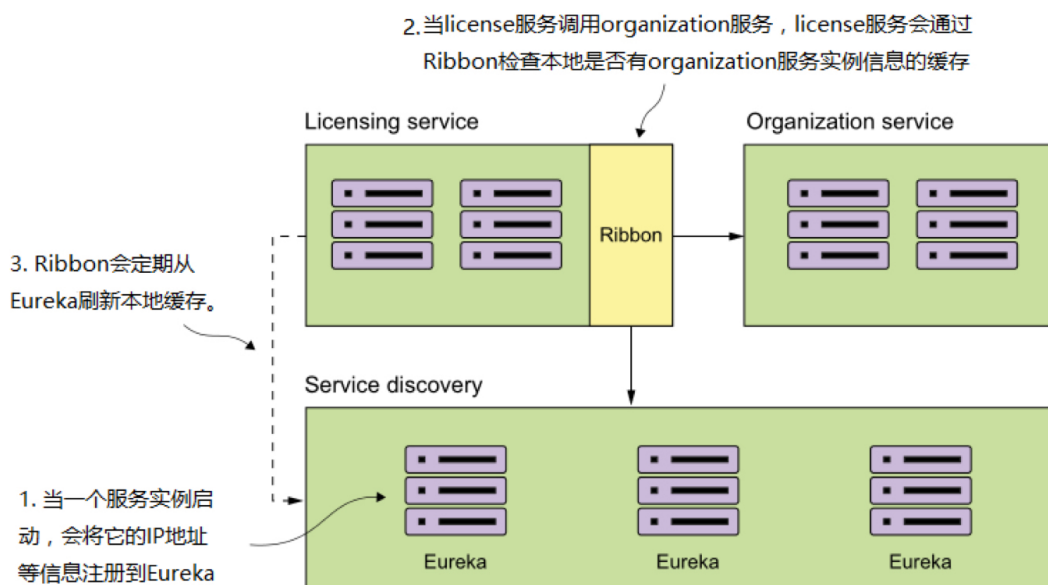 2. 当license服务调用organization服务，license服务会通过
Ribbon检查本地是否有organization服务实例信息的缓存
Licensing service
Organization service
Ribbon
3. Ribbon会定期从
Eureka刷新本地缓存。
Service discovery
1. 当一个服务实例启
动，会将它的IP地址
等信息注册到Eureka
Eureka
Eureka
Eureka